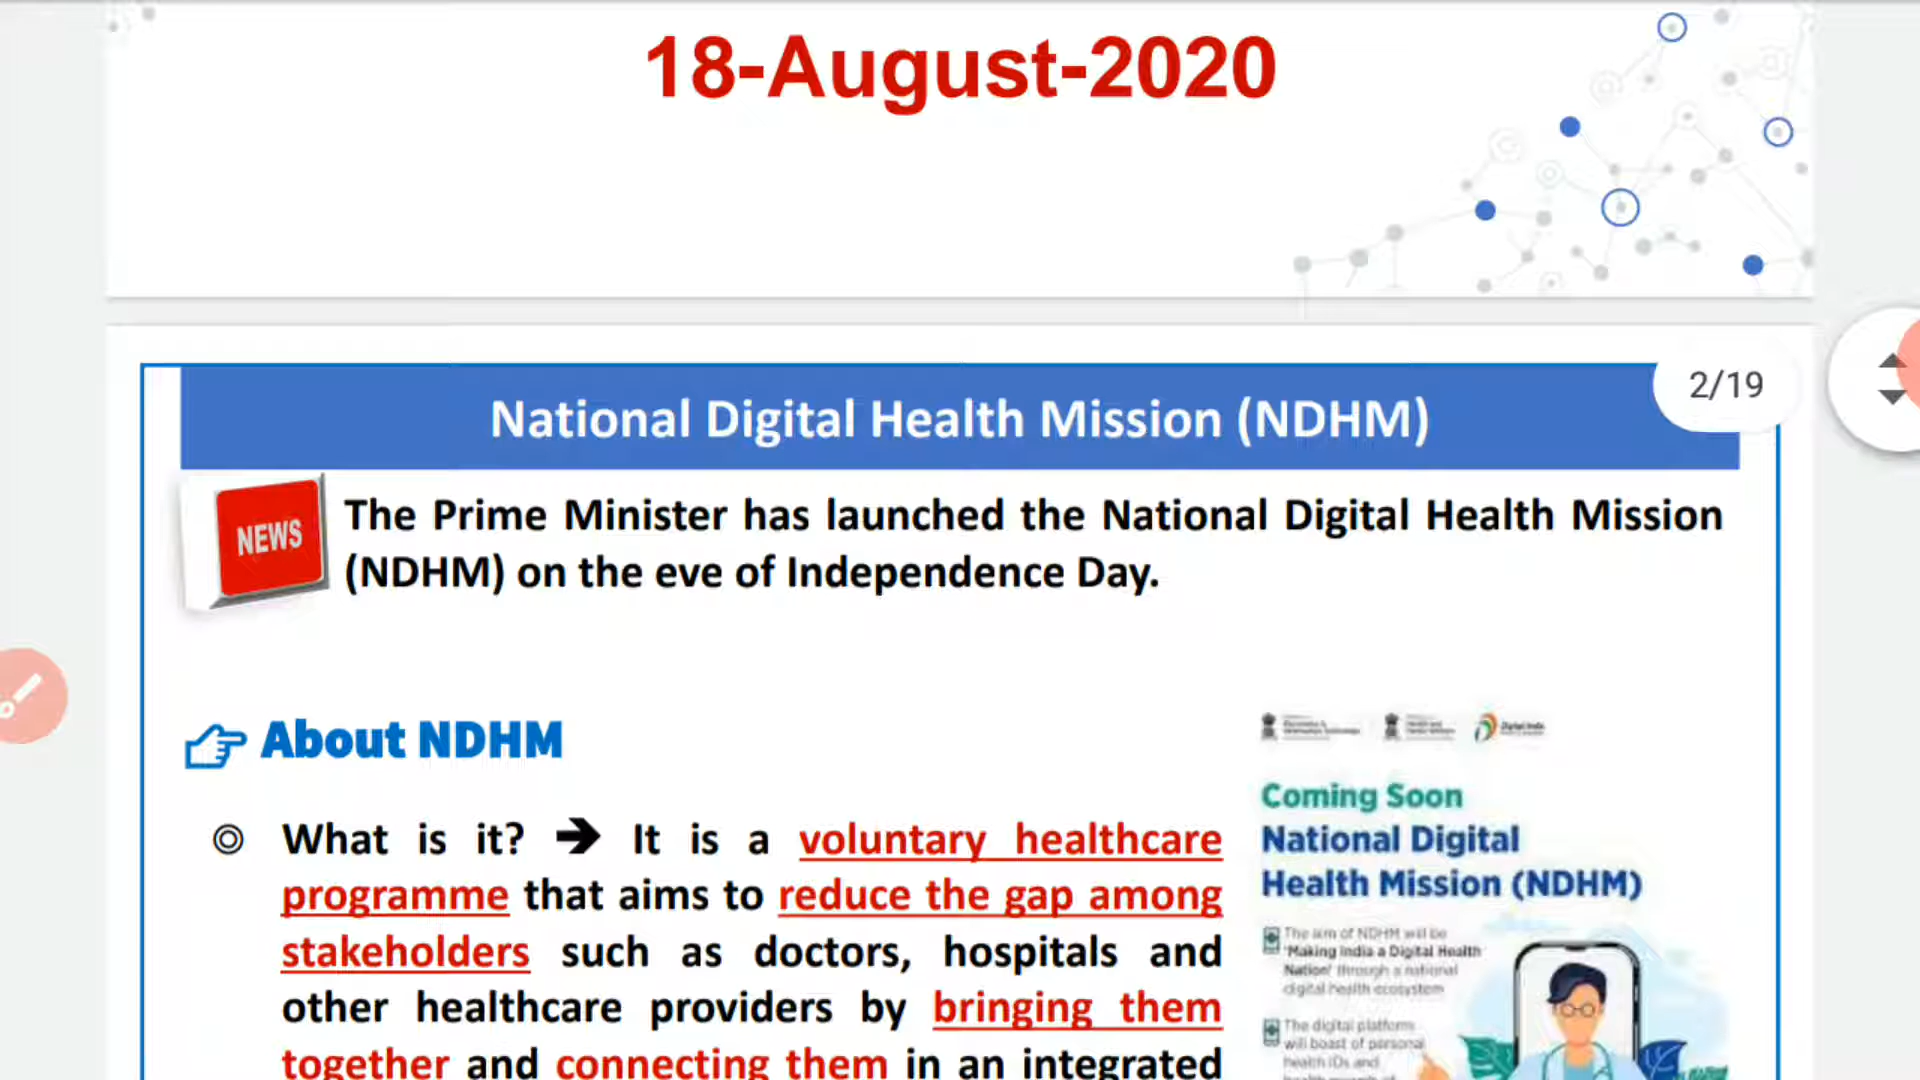 18-August-2020
2/19
National Digital Health Mission (NDHM)
NEWS
The Prime Minister has launched the National Digital Health Mission
(NDHM) on the eve of Independence Day.
About NDHM
What is it? ➔ It is a voluntary healthcare
programme that aims to reduce the gap among
stakeholders such as doctors, hospitals and
other healthcare providers by bringing them
together and connecting them in an integrated
Digital India
Coming Soon
National Digital
Health Mission (NDHM)
The aim of NDHM will be
'Making India a Digital Health
Nation' through a national
digital health ecosystem
The digital platform
will boast of personal
health IDs and